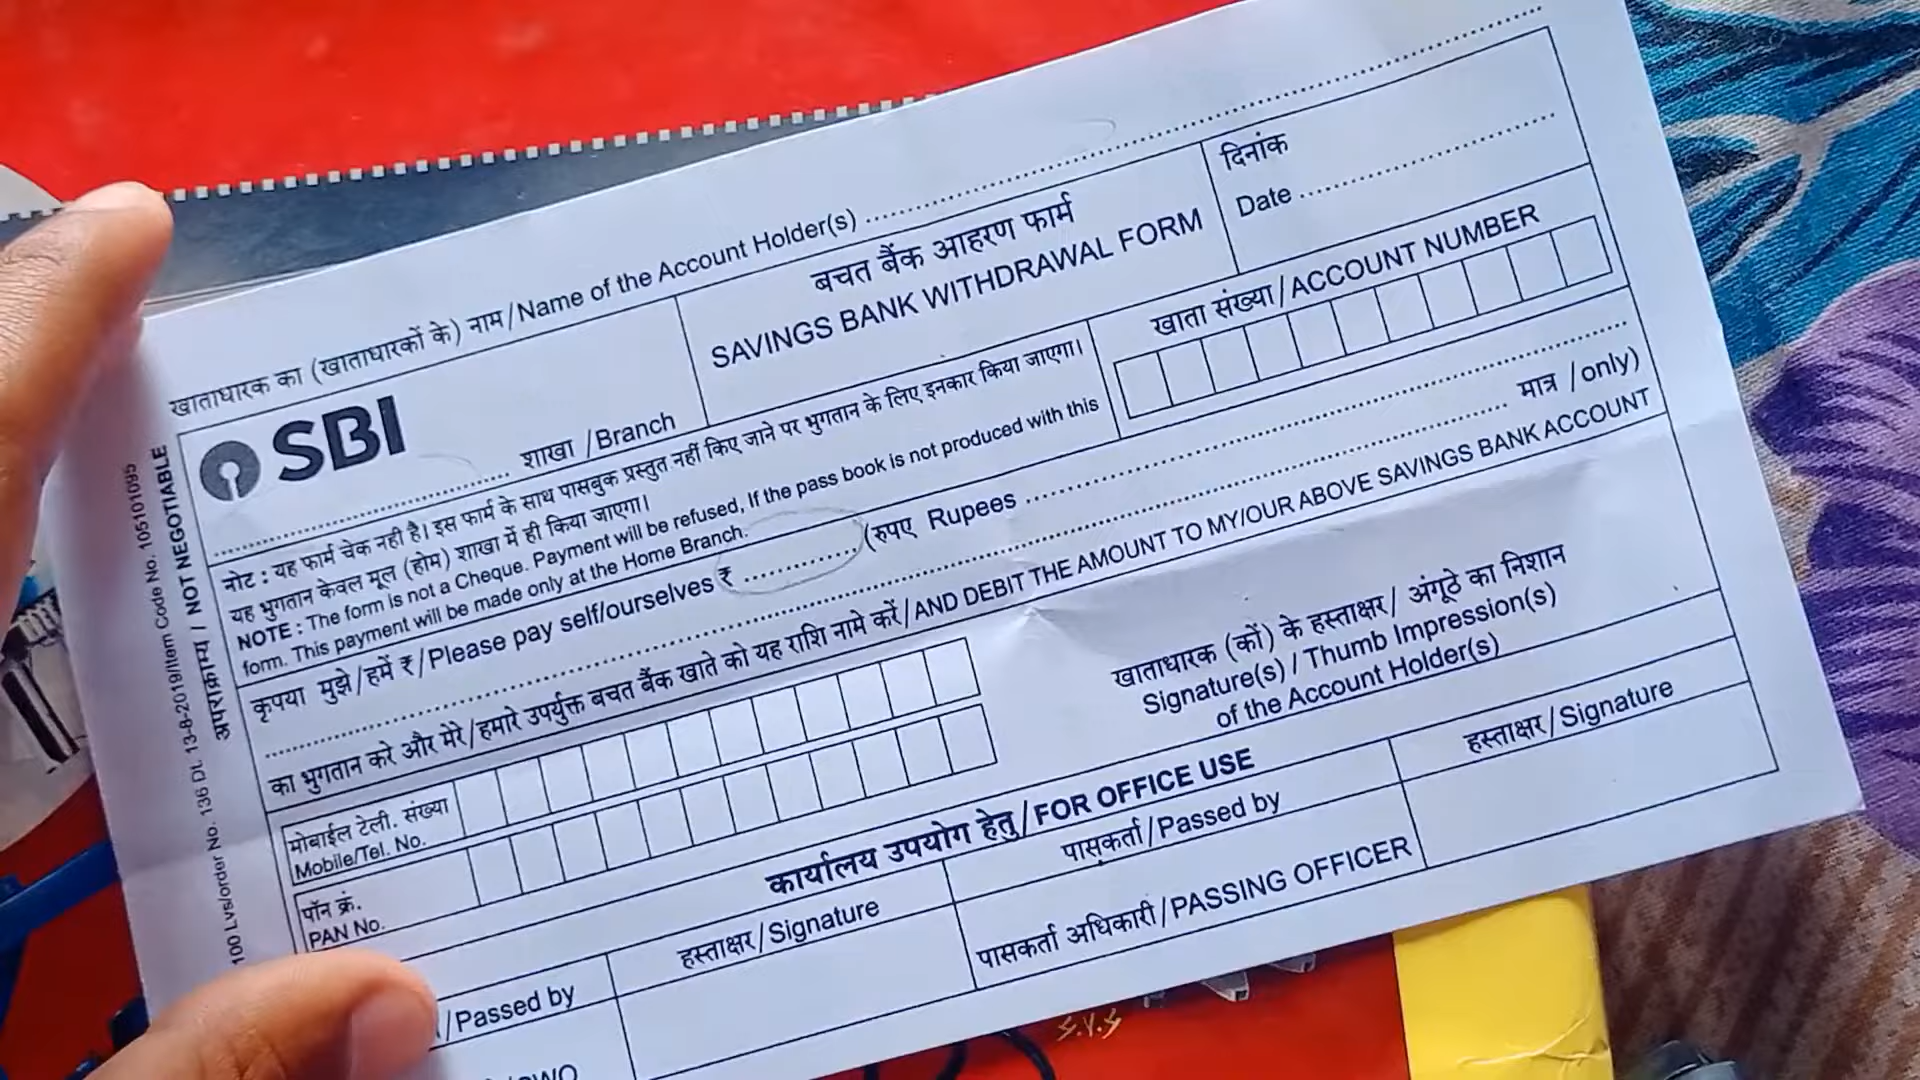 खाताधारक का (खाताधारकों के) नाम/Name of the Account Holder(s) ........................................
SBI
........................................ शाखा /Branch
बचत बैंक आहरण फार्म
SAVINGS BANK WITHDRAWAL FORM
दिनांक
Date ........................................
नोट : यह फार्म चेक नही है। इस फार्म के साथ पासबुक प्रस्तुत नहीं किए जाने पर भुगतान के लिए इनकार किया जाएगा।
यह भुगतान केवल मूल (होम) शाखा में ही किया जाएगा।
NOTE : The form is not a Cheque. Payment will be refused, If the pass book is not produced with this
form. This payment will be made only at the Home Branch.
खाता संख्या/ACCOUNT NUMBER
कृपया मुझे/हमें ₹/Please pay self/ourselves ₹ .............. (रुपए Rupees ........................................
........................................ मात्र /only)
का भुगतान करे और मेरे/हमारे उपर्युक्त बचत बैंक खाते को यह राशि नामे करें/AND DEBIT THE AMOUNT TO MY/OUR ABOVE SAVINGS BANK ACCOUNT
मोबाईल टेली. संख्या
Mobile/Tel. No.
पॉन क्रं.
PAN No.
खाताधारक (कों) के हस्ताक्षर/ अंगूठे का निशान
Signature(s) / Thumb Impression(s)
of the Account Holder(s)
कार्यालय उपयोग हेतु/FOR OFFICE USE
/Passed by
हस्ताक्षर/Signature
पासकर्ता/Passed by
हस्ताक्षर/Signature
पासकर्ता अधिकारी/PASSING OFFICER
अपराक्राम्य / NOT NEGOTIABLE
100 Lvs/order No. 136 Dt. 13-8-2019/Item Code No. 10510109
S.V.S